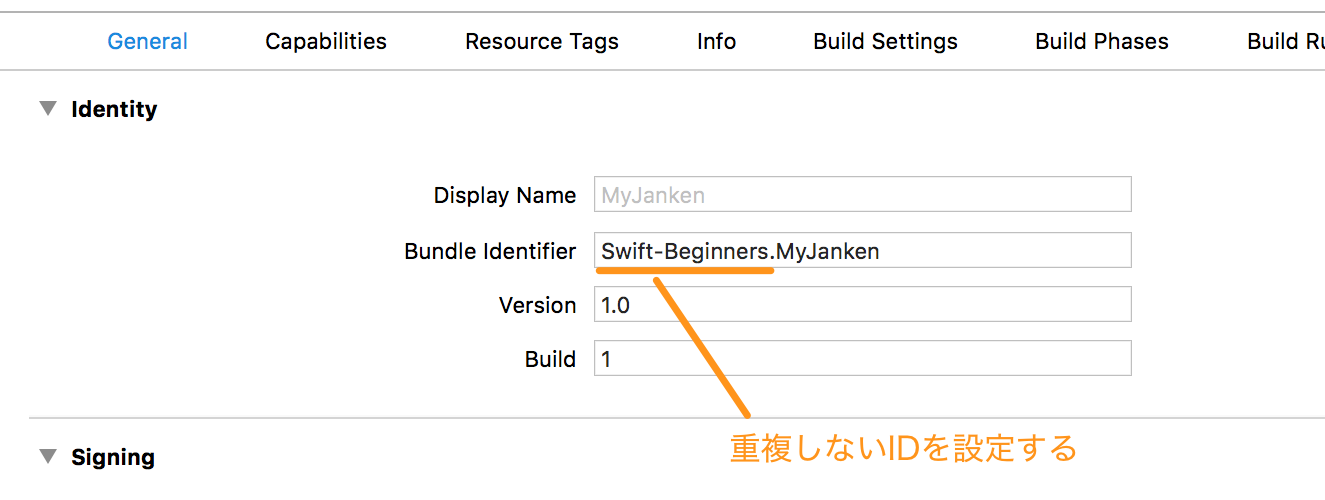 General Capabilities Resource Tags Info Build Settings Build Phases Build Ru
Identity
Display Name MyJanken
Bundle Identifier Swift-Beginners.MyJanken
Version 1.0
Build 1
重複しないIDを設定する
Signing